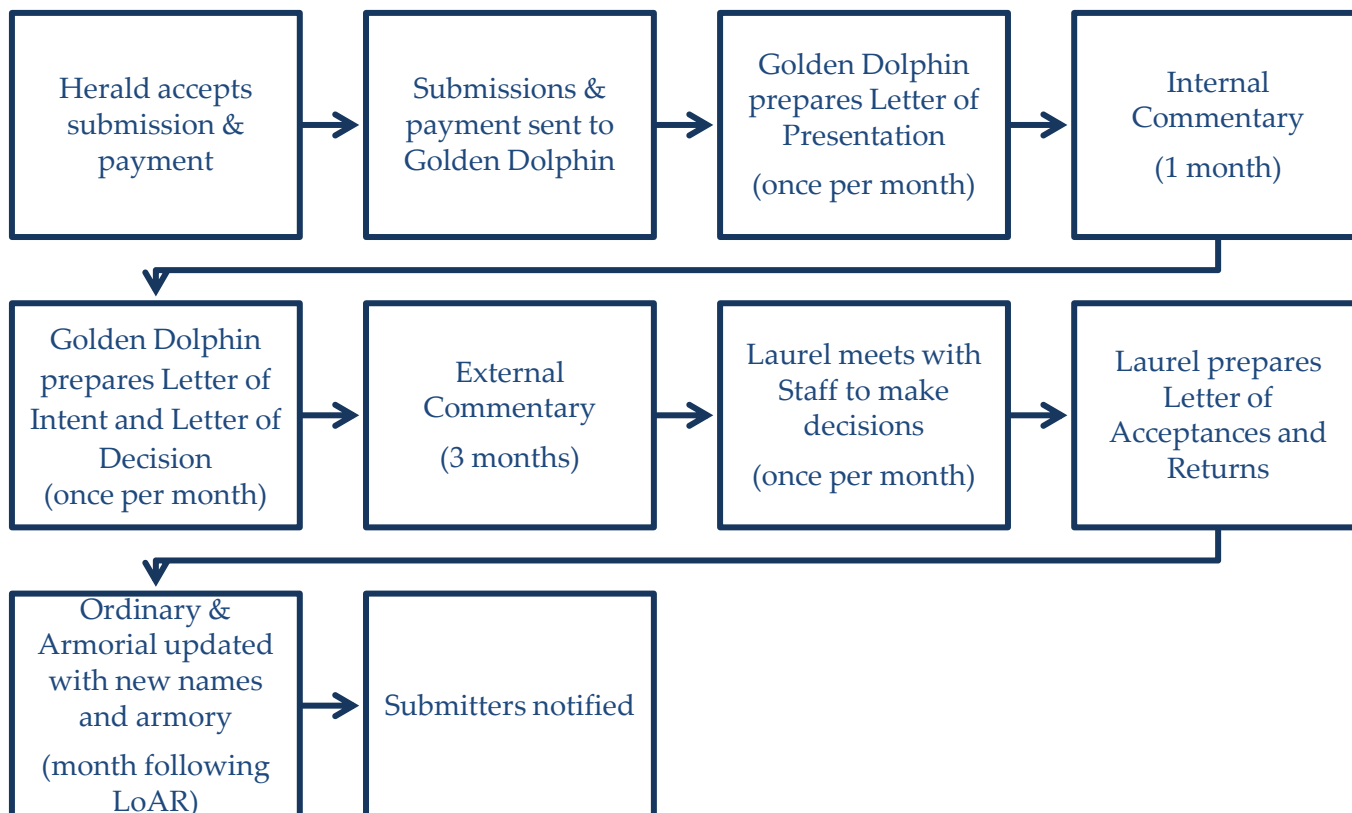 Herald accepts
submission &
payment
Submissions &
payment sent to
Golden Dolphin
Golden Dolphin
prepares Letter of
Presentation
(once per month)
Internal
Commentary
(1 month)
Golden Dolphin
prepares Letter of
Intent and Letter of
Decision
(once per month)
External
Commentary
(3 months)
Laurel meets with
Staff to make
decisions
(once per month)
Laurel prepares
Letter of
Acceptances and
Returns
Ordinary &
Armorial updated
with new names
and armory
(month following
LoAR)
Submitters notified